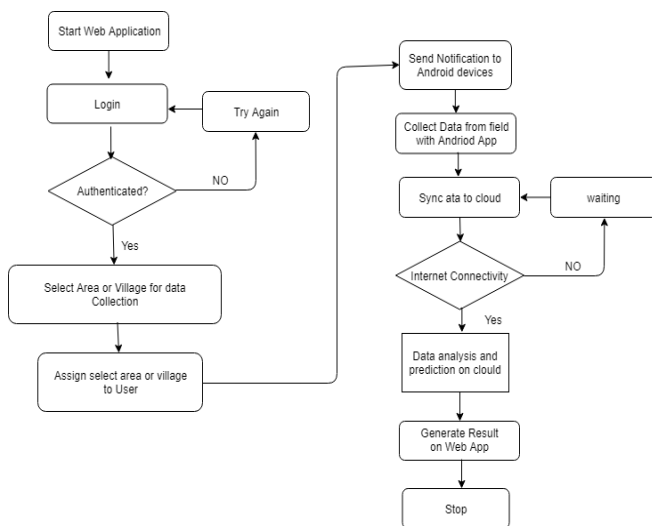 Start Web Application
Login
Try Again
Authenticated?
NO
Yes
Select Area or Village for data
Collection
Assign select area or village
to User
Send Notification to
Android devices
Collect Data from field
with Andriod App
Sync ata to cloud
waiting
Internet Connectivity
NO
Yes
Data analysis and
prediction on clould
Generate Result
on Web App
Stop